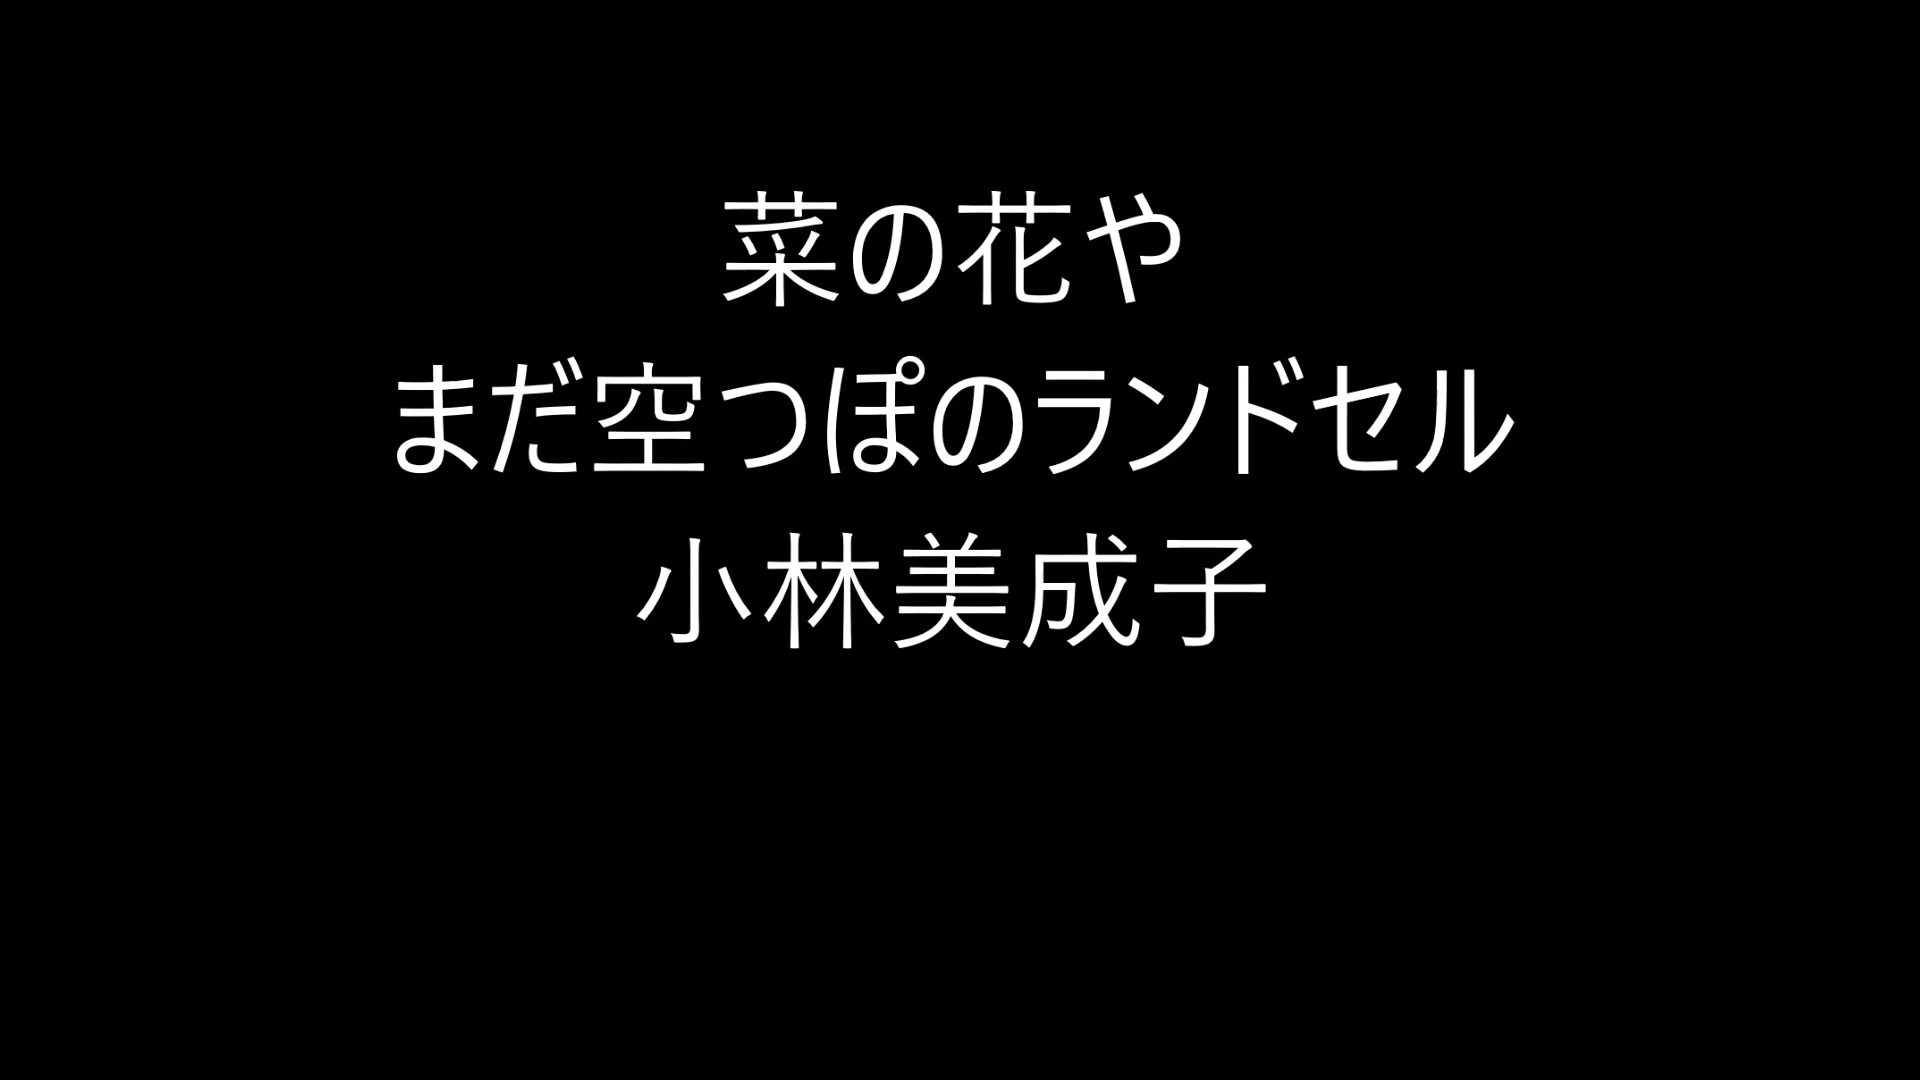 菜の花や
まだ空つぽのランドセル
小林美成子